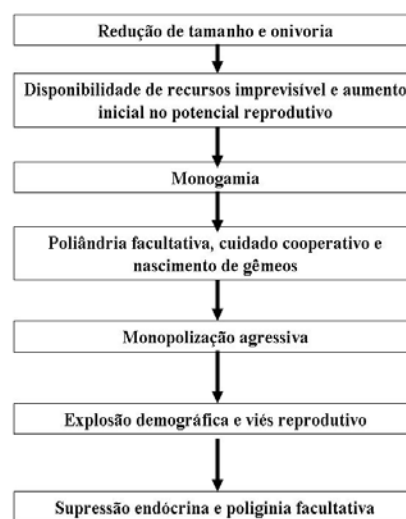 Redução de tamanho e onivoria
Disponibilidade de recursos imprevisível e aumento
inicial no potencial reprodutivo
Monogamia
Poliândria facultativa, cuidado cooperativo e
nascimento de gêmeos
Monopolização agressiva
Explosão demográfica e viés reprodutivo
Supressão endócrina e poliginia facultativa